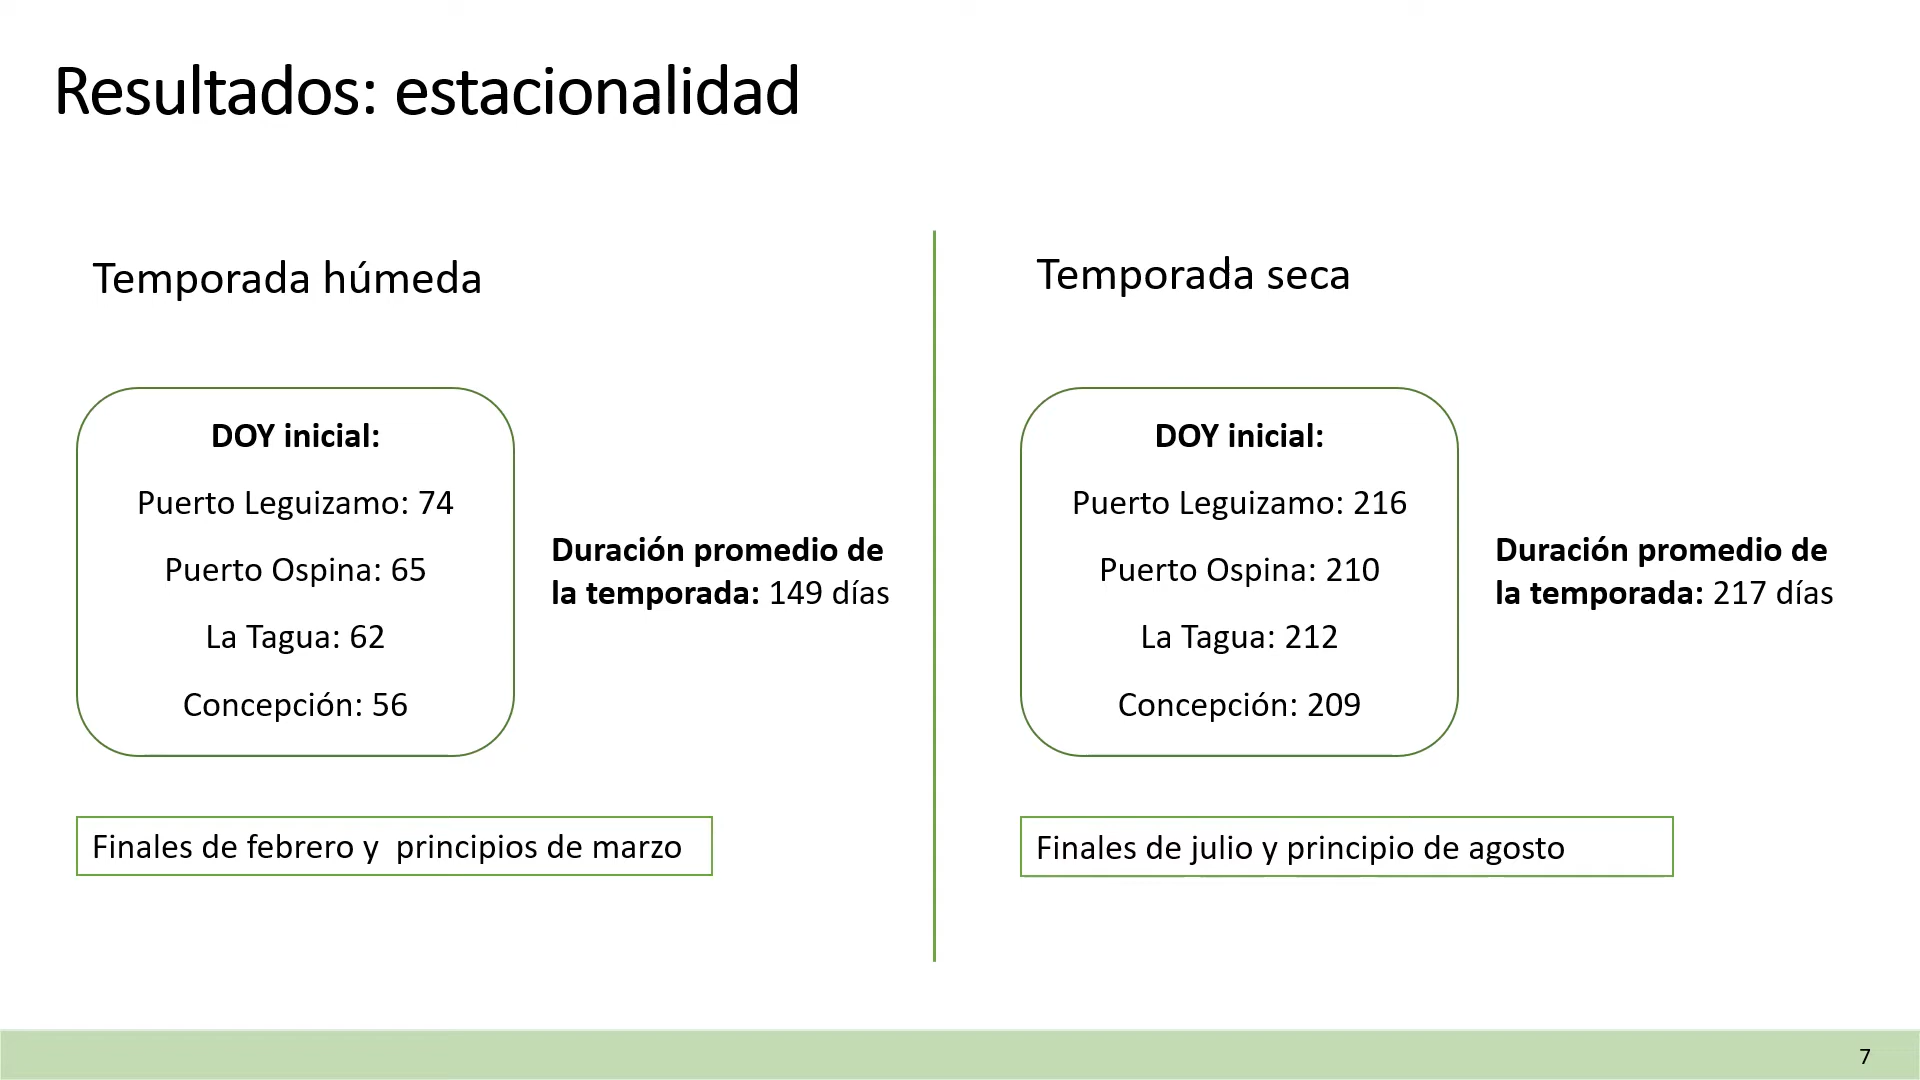 Resultados: estacionalidad
Temporada húmeda
DOY inicial:
Puerto Leguizamo: 74
Puerto Ospina: 65
La Tagua: 62
Concepción: 56
Duración promedio de
la temporada: 149 días
Finales de febrero y  principios de marzo
Temporada seca
DOY inicial:
Puerto Leguizamo: 216
Puerto Ospina: 210
La Tagua: 212
Concepción: 209
Duración promedio de
la temporada: 217 días
Finales de julio y principio de agosto
7